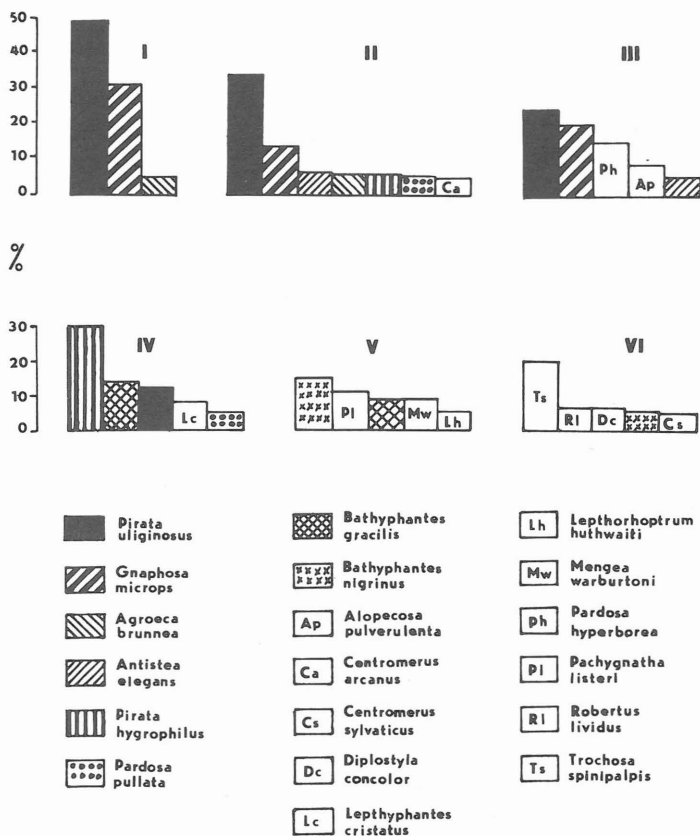 50
40
30
20
10
0
I
II
III
Ca
Ph
Ap
%
30
20
10
0
IV
V
VI
Lc
Pl
Mw
Lh
Ts
Rl
Dc
Cs
Pirata
uliginosus
Gnaphosa
microps
Agroeca
brunnea
Antistea
elegans
Pirata
hygrophilus
Pardosa
pullata
Bathyphantes
gracilis
Bathyphantes
nigrinus
Ap Alopecosa
pulverulenta
Ca Centromerus
arcanus
Cs Centromerus
sylvaticus
Dc Diplostyla
concolor
Lc Lepthyphantes
cristatus
Lh Lepthorhoptrum
huthwaiti
Mw Mengea
warburtoni
Ph Pardosa
hyperborea
Pl Pachygnatha
listeri
Rl Robertus
lividus
Ts Trochosa
spinipalpis